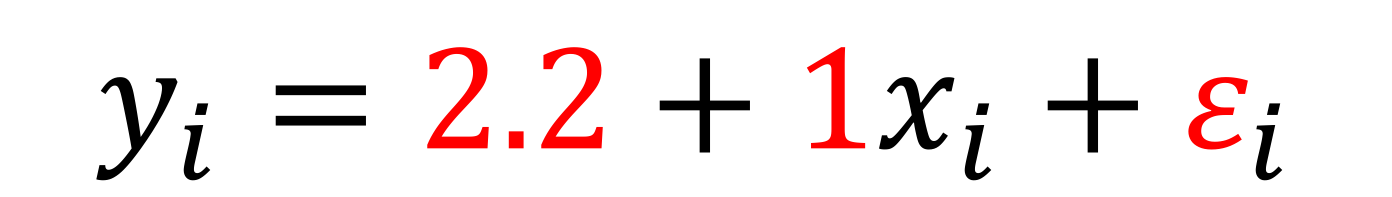 yᵢ = 2.2 + 1xᵢ + εᵢ